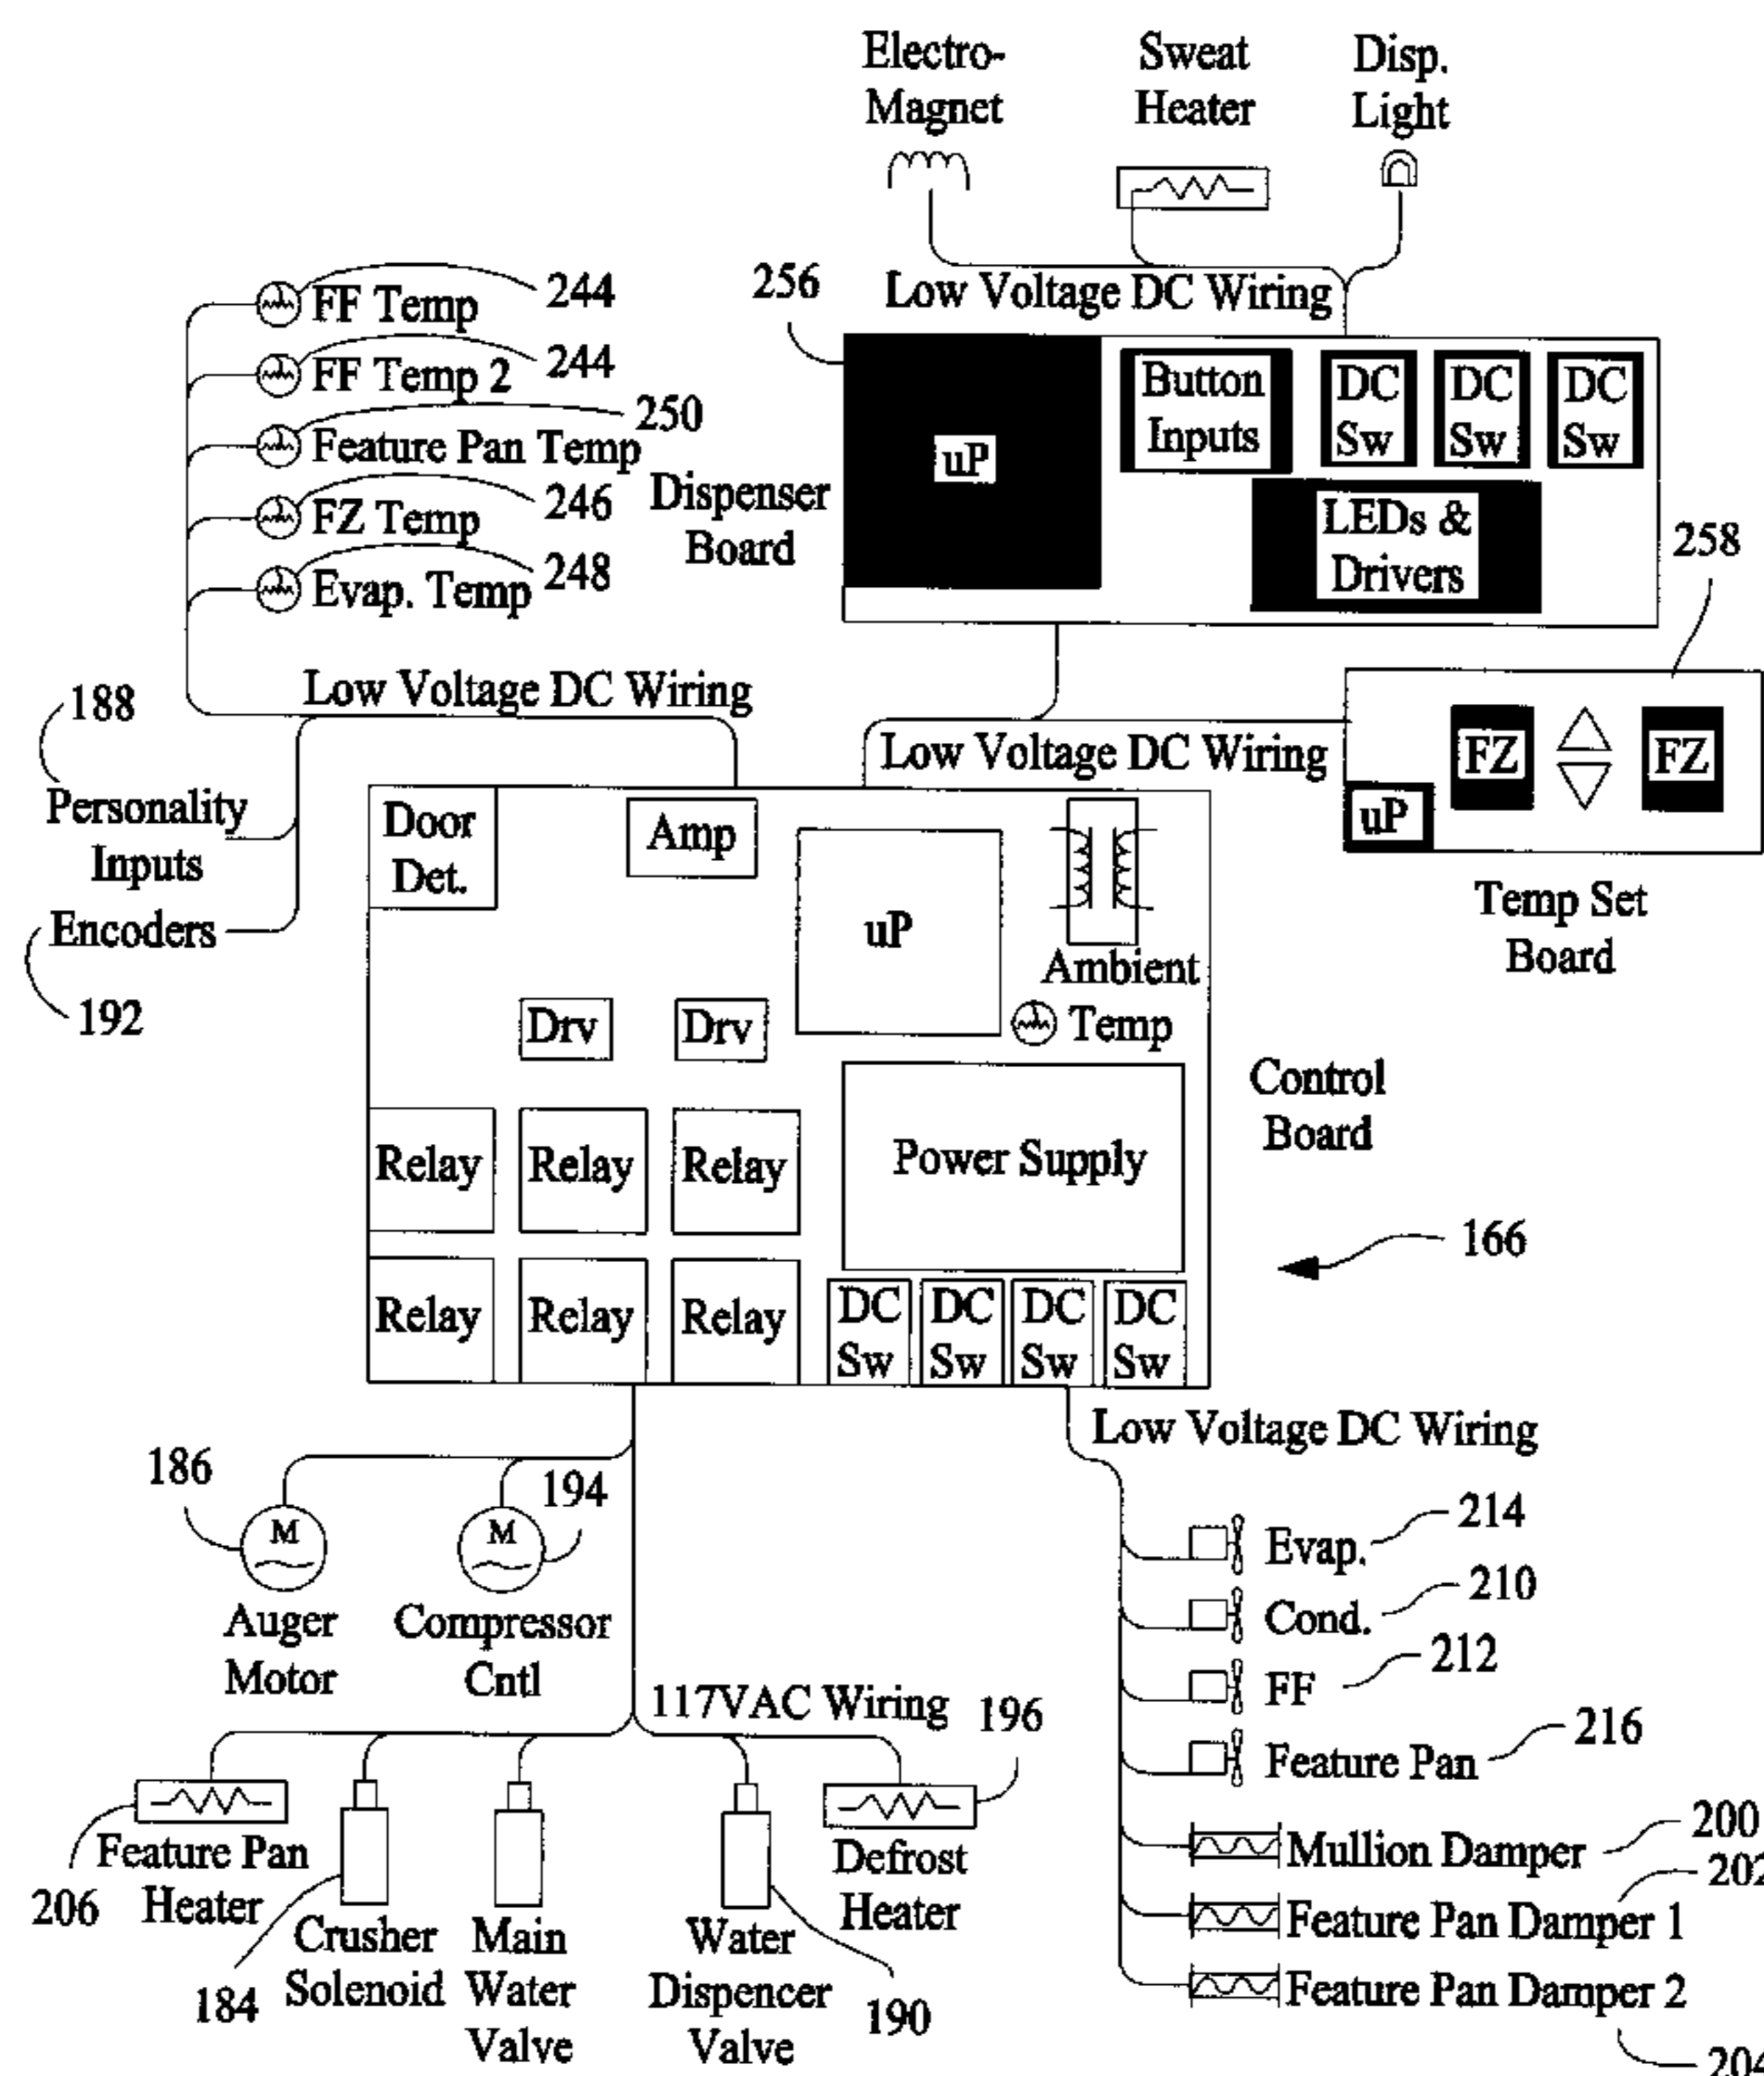 Electro-
Magnet
Sweat
Heater
Disp.
Light
Low Voltage DC Wiring
256
FF Temp
244
FF Temp 2
244
Feature Pan Temp
250
FZ Temp
246
Evap. Temp
248
Dispenser
Board
uP
Button
Inputs
DC
Sw
DC
Sw
DC
Sw
LEDs &
Drivers
258
Low Voltage DC Wiring
188
Personality
Inputs
Encoders
192
Low Voltage DC Wiring
FZ
FZ
uP
Temp Set
Board
Door
Det.
Amp
uP
Ambient
Temp
Drv
Drv
Control
Board
Relay
Relay
Relay
Power Supply
166
Relay
Relay
Relay
DC
Sw
DC
Sw
DC
Sw
DC
Sw
Low Voltage DC Wiring
186
M
Auger
Motor
194
M
Compressor
Cntl
Evap.
214
Cond.
210
FF
212
Feature Pan
216
117VAC Wiring
196
Feature Pan
Heater
206
Crusher
Solenoid
184
Main
Water
Valve
Water
Dispencer
Valve
190
Defrost
Heater
Mullion Damper
200
202
Feature Pan Damper 1
Feature Pan Damper 2
204